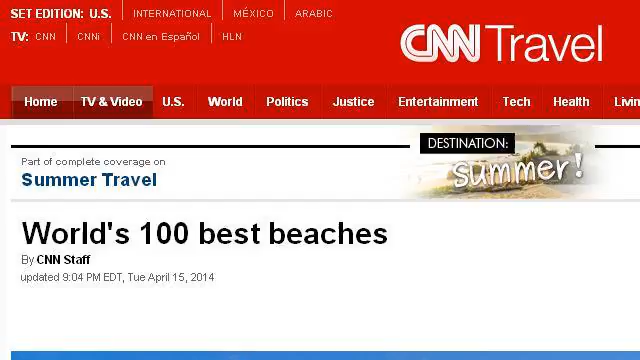 SET EDITION: U.S. INTERNATIONAL MÉXICO ARABIC
TV: CNN CNNi CNN en Español HLN
CNN Travel
Home TV & Video U.S. World Politics Justice Entertainment Tech Health Livin
DESTINATION:
Summer!
Part of complete coverage on
Summer Travel
World's 100 best beaches
By CNN Staff
updated 9:04 PM EDT, Tue April 15, 2014